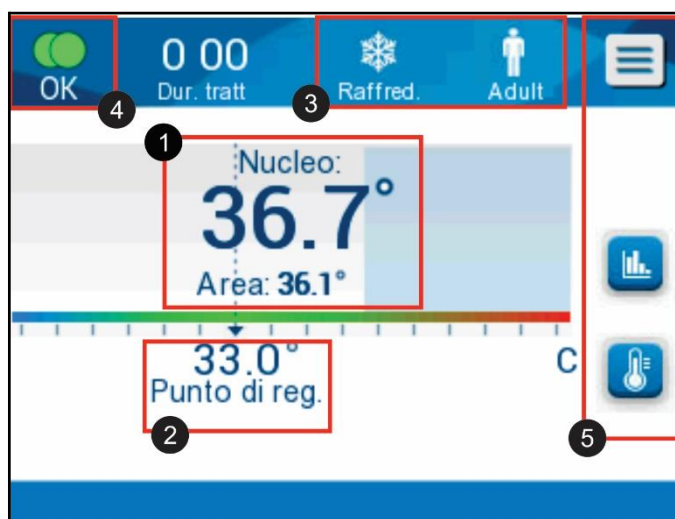 OK
0 00
Dur. tratt
Raffred.
Adult
4
3
1
Nucleo:
36.7°
Area: 36.1°
33.0°
Punto di reg.
C
2
5